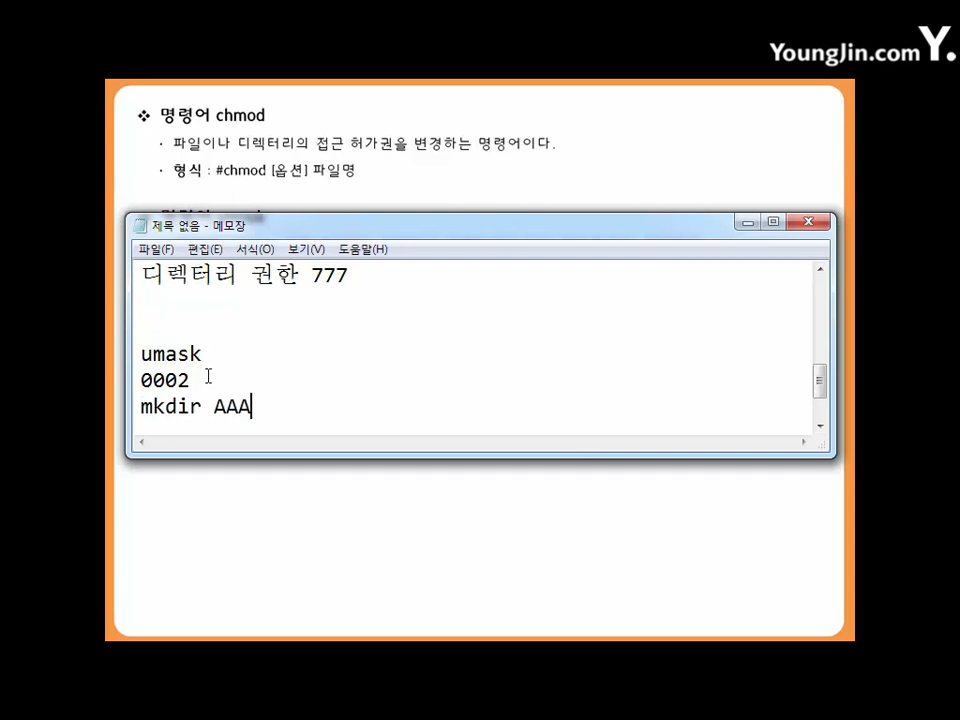 YoungJin.com Y.
❖ 명령어 chmod
· 파일이나 디렉터리의 접근 허가권을 변경하는 명령어이다.
· 형식 : #chmod [옵션] 파일명
제목 없음 - 메모장
파일(F) 편집(E) 서식(O) 보기(V) 도움말(H)
디렉터리 권한 777
umask
0002
mkdir AAA